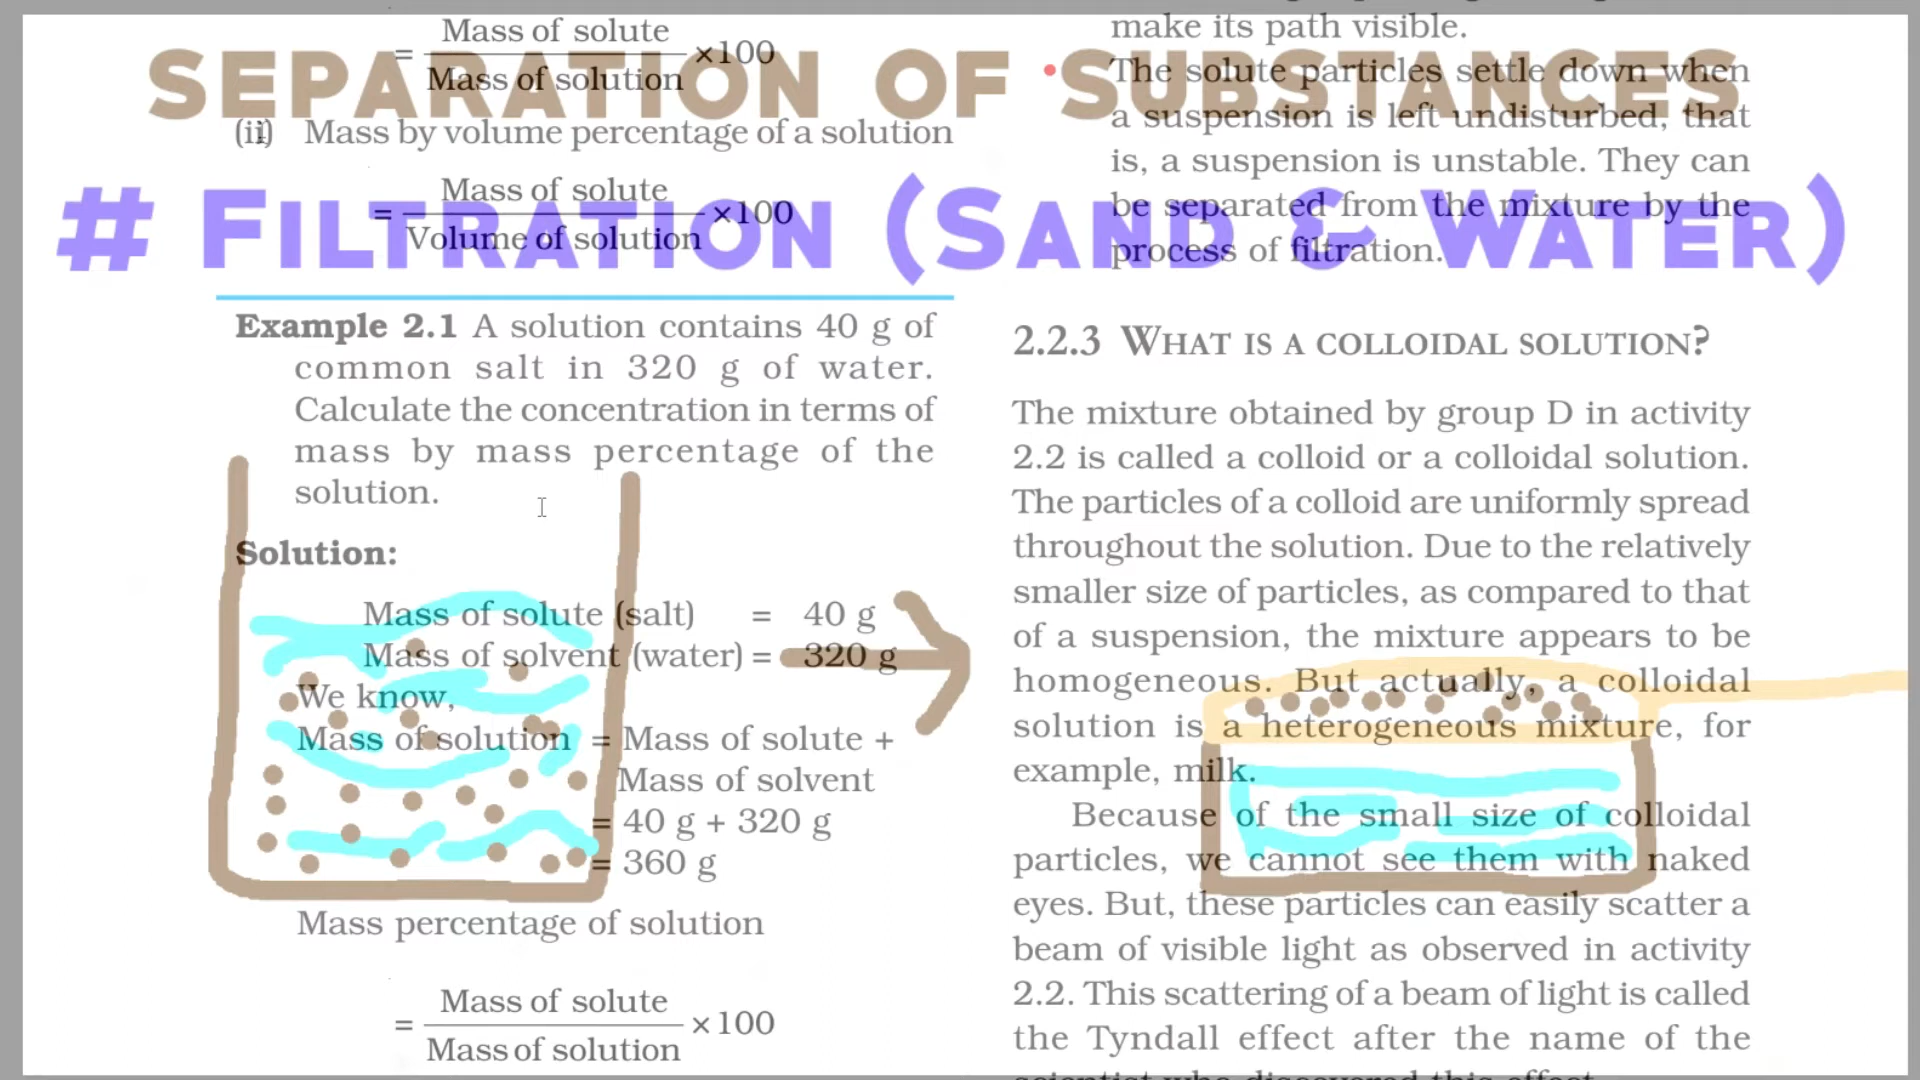 SEPARATION OF SUBSTANCES
# FILTRATION (SAND & WATER)
= Mass of solute / Mass of solution ×100
(ii) Mass by volume percentage of a solution
= Mass of solute / Volume of solution ×100
Example 2.1 A solution contains 40 g of
common salt in 320 g of water.
Calculate the concentration in terms of
mass by mass percentage of the
solution.
Solution:
Mass of solute (salt) = 40 g
Mass of solvent (water) = 320 g
We know,
Mass of solution = Mass of solute +
Mass of solvent
= 40 g + 320 g
= 360 g
Mass percentage of solution
= Mass of solute / Mass of solution ×100
make its path visible.
• The solute particles settle down when
a suspension is left undisturbed, that
is, a suspension is unstable. They can
be separated from the mixture by the
process of filtration.
2.2.3 WHAT IS A COLLOIDAL SOLUTION?
The mixture obtained by group D in activity
2.2 is called a colloid or a colloidal solution.
The particles of a colloid are uniformly spread
throughout the solution. Due to the relatively
smaller size of particles, as compared to that
of a suspension, the mixture appears to be
homogeneous. But actually, a colloidal
solution is a heterogeneous mixture, for
example, milk.
Because of the small size of colloidal
particles, we cannot see them with naked
eyes. But, these particles can easily scatter a
beam of visible light as observed in activity
2.2. This scattering of a beam of light is called
the Tyndall effect after the name of the
scientist who discovered this effect.